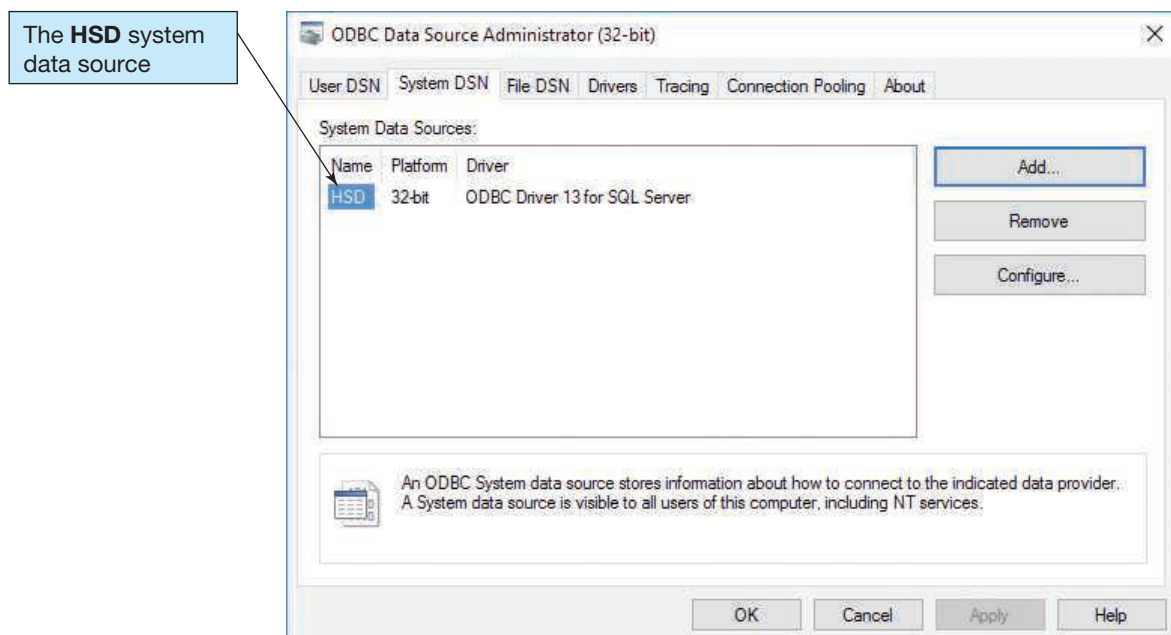 The HSD system
data source
ODBC Data Source Administrator (32-bit)
User DSN System DSN File DSN Drivers Tracing Connection Pooling About
System Data Sources:
Name Platform Driver
HSD 32-bit ODBC Driver 13 for SQL Server
Add...
Remove
Configure...
An ODBC System data source stores information about how to connect to the indicated data provider.
A System data source is visible to all users of this computer, including NT services.
OK Cancel Apply Help